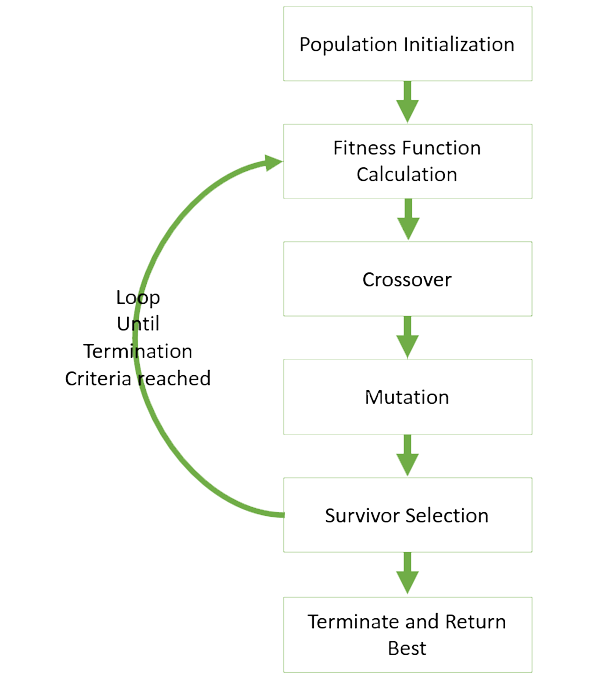 Population Initialization
Fitness Function
Calculation
Crossover
Loop
Until
Termination
Criteria reached
Mutation
Survivor Selection
Terminate and Return
Best